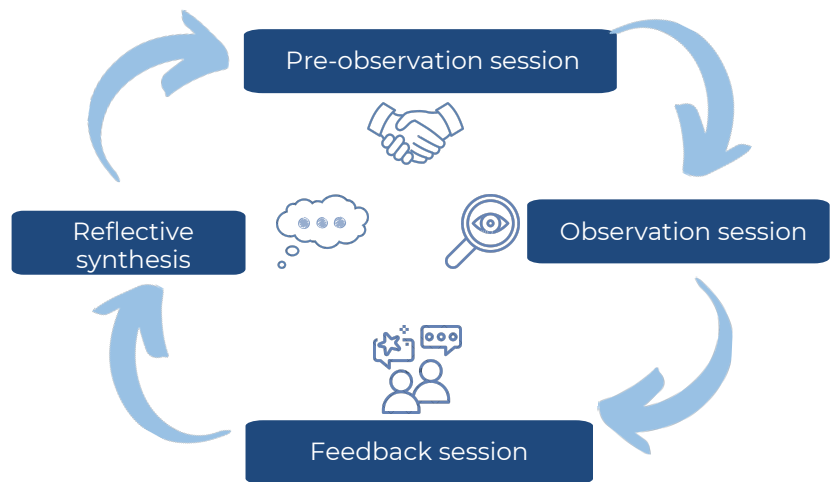 Pre-observation session
Observation session
Feedback session
Reflective
synthesis